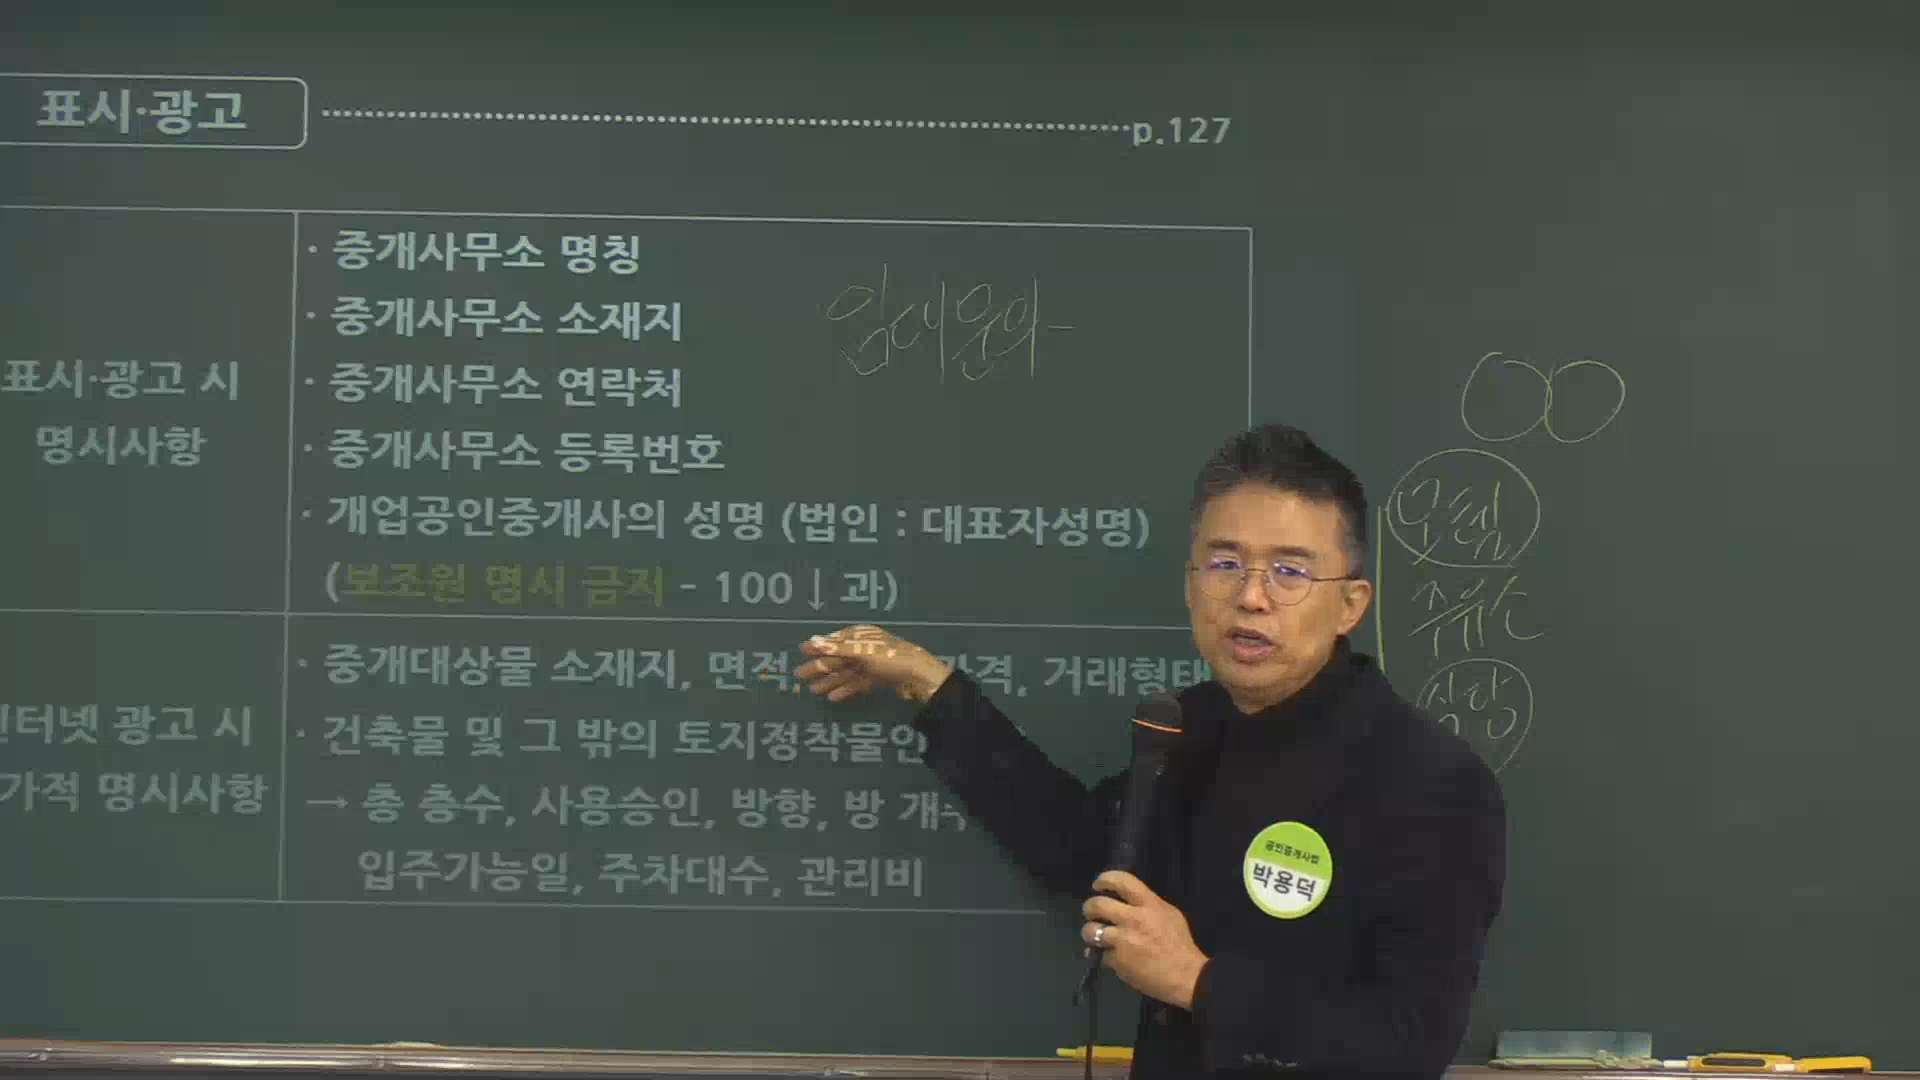 표시·광고 p.127
· 중개사무소 명칭
· 중개사무소 소재지
· 중개사무소 연락처
· 중개사무소 등록번호
· 개업공인중개사의 성명 (법인 : 대표자성명)
(보조원 명시 금지 - 100↓과)
표시·광고 시
명시사항
· 중개대상물 소재지, 면적, 가격, 거래형태
· 건축물 및 그 밖의 토지정착물인
→ 총 층수, 사용승인, 방향, 방 개수
입주가능일, 주차대수, 관리비
터넷 광고 시
가적 명시사항
임대문의
모텔
주유소
식당
공인중개사법
박용덕